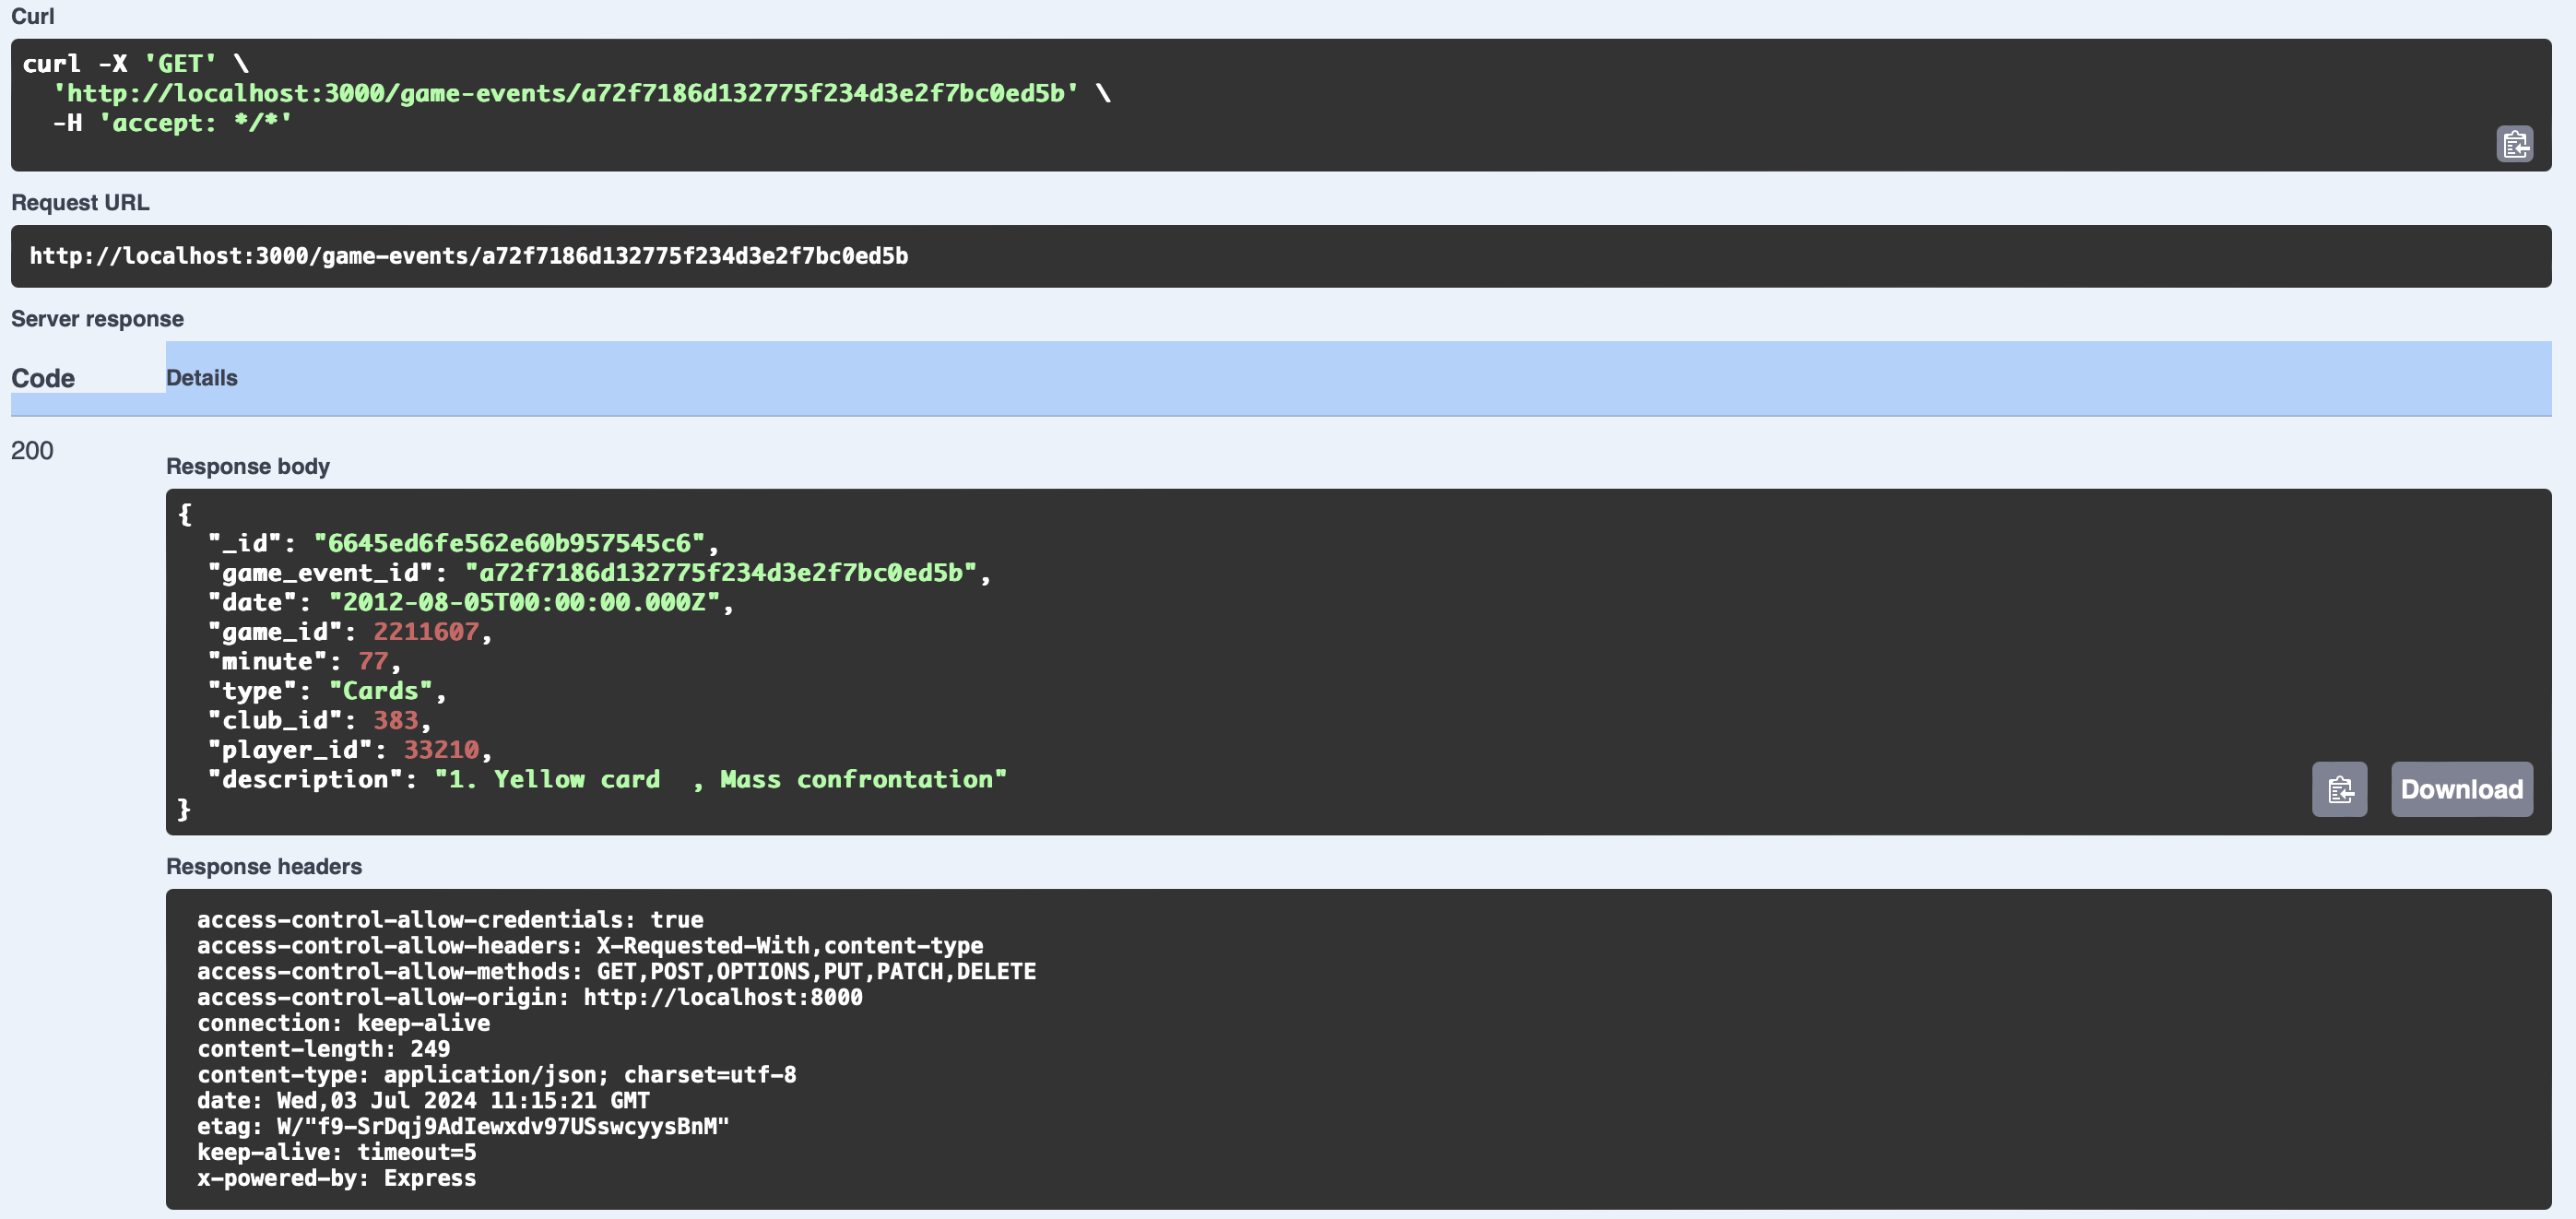 Curl
curl -X 'GET' \
  'http://localhost:3000/game-events/a72f7186d132775f234d3e2f7bc0ed5b' \
  -H 'accept: */*'
Request URL
http://localhost:3000/game-events/a72f7186d132775f234d3e2f7bc0ed5b
Server response
Code Details
200
Response body
{
  "_id": "6645ed6fe562e60b957545c6",
  "game_event_id": "a72f7186d132775f234d3e2f7bc0ed5b",
  "date": "2012-08-05T00:00:00.000Z",
  "game_id": 2211607,
  "minute": 77,
  "type": "Cards",
  "club_id": 383,
  "player_id": 33210,
  "description": "1. Yellow card  , Mass confrontation"
}
Download
Response headers
access-control-allow-credentials: true
access-control-allow-headers: X-Requested-With,content-type
access-control-allow-methods: GET,POST,OPTIONS,PUT,PATCH,DELETE
access-control-allow-origin: http://localhost:8000
connection: keep-alive
content-length: 249
content-type: application/json; charset=utf-8
date: Wed,03 Jul 2024 11:15:21 GMT
etag: W/"f9-SrDqj9AdIewxdv97USswcyysBnM"
keep-alive: timeout=5
x-powered-by: Express